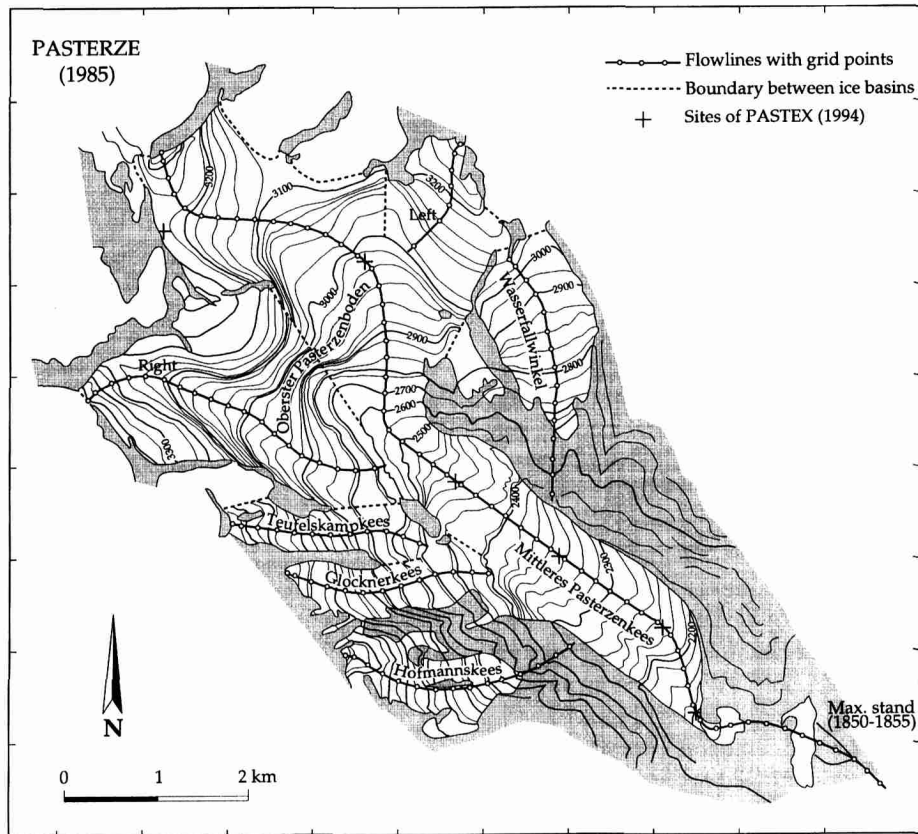 PASTERZE
(1985)
Flowlines with grid points
Boundary between ice basins
Sites of PASTEX (1994)
3200
3100
3200
Left
3000
2900
Wasserfallwinkel
2800
3000
Oberster Pasterzenboden
2900
2700
2600
2500
Right
3300
2400
Mittleres Pasterzenkees
2300
2200
Teufelskampkees
Glocknerkees
Hofmannskees
Max. stand
(1850-1855)
N
0 1 2 km